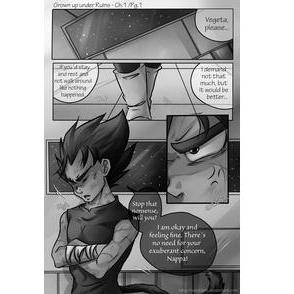 Grown up under Ruins - Ch.1 /Pg.1
Vegeta,
please...
...if you'd stay
and rest and
not walk around
like nothing
happened.
I demand
not that
much, but
it would be
better...
Stop that
nonsense,
will you?
I am okay and
feeling fine. There's
no need for your
exuberant concern,
Nappa!